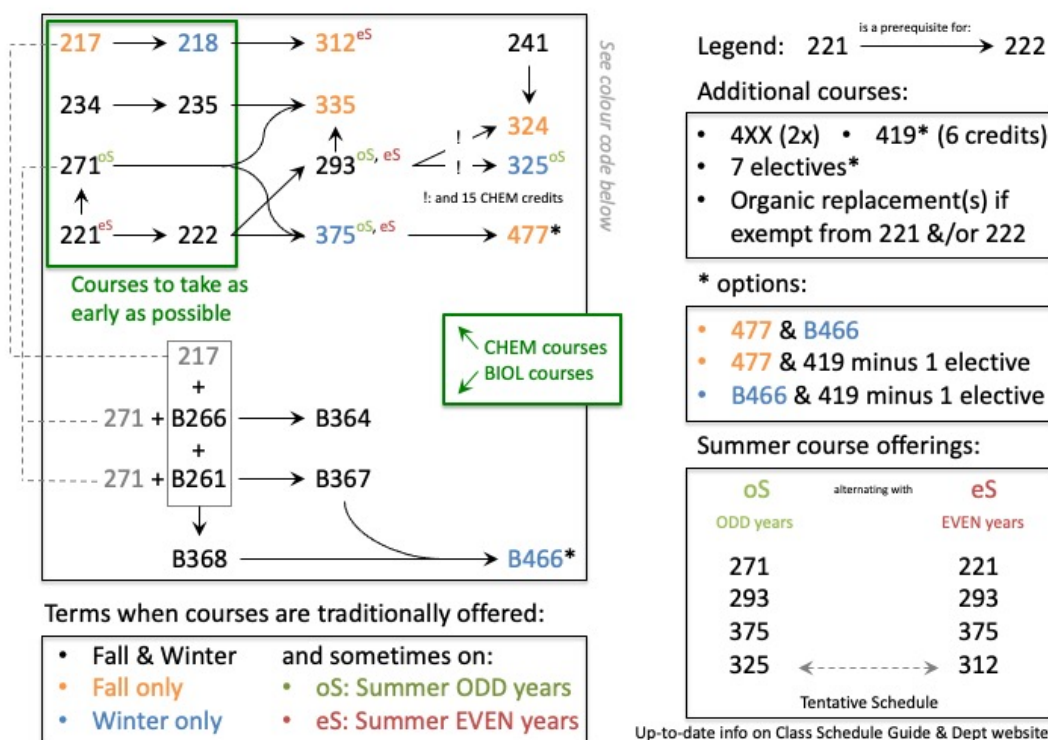 217 218 312eS 241
234 235 335
324
271oS 293oS, eS ! ! 325oS
!: and 15 CHEM credits
221eS 222 375oS, eS 477*
Courses to take as
early as possible
See colour code below
217
CHEM courses
BIOL courses
+
271 + B266 B364
+
271 + B261 B367
B368 B466*
Terms when courses are traditionally offered:
• Fall & Winter and sometimes on:
• Fall only • oS: Summer ODD years
• Winter only • eS: Summer EVEN years
Legend: 221 is a prerequisite for: 222
Additional courses:
• 4XX (2x) • 419* (6 credits)
• 7 electives*
• Organic replacement(s) if
exempt from 221 &/or 222
* options:
• 477 & B466
• 477 & 419 minus 1 elective
• B466 & 419 minus 1 elective
Summer course offerings:
oS alternating with eS
ODD years EVEN years
271 221
293 293
375 375
325 312
Tentative Schedule
Up-to-date info on Class Schedule Guide & Dept website